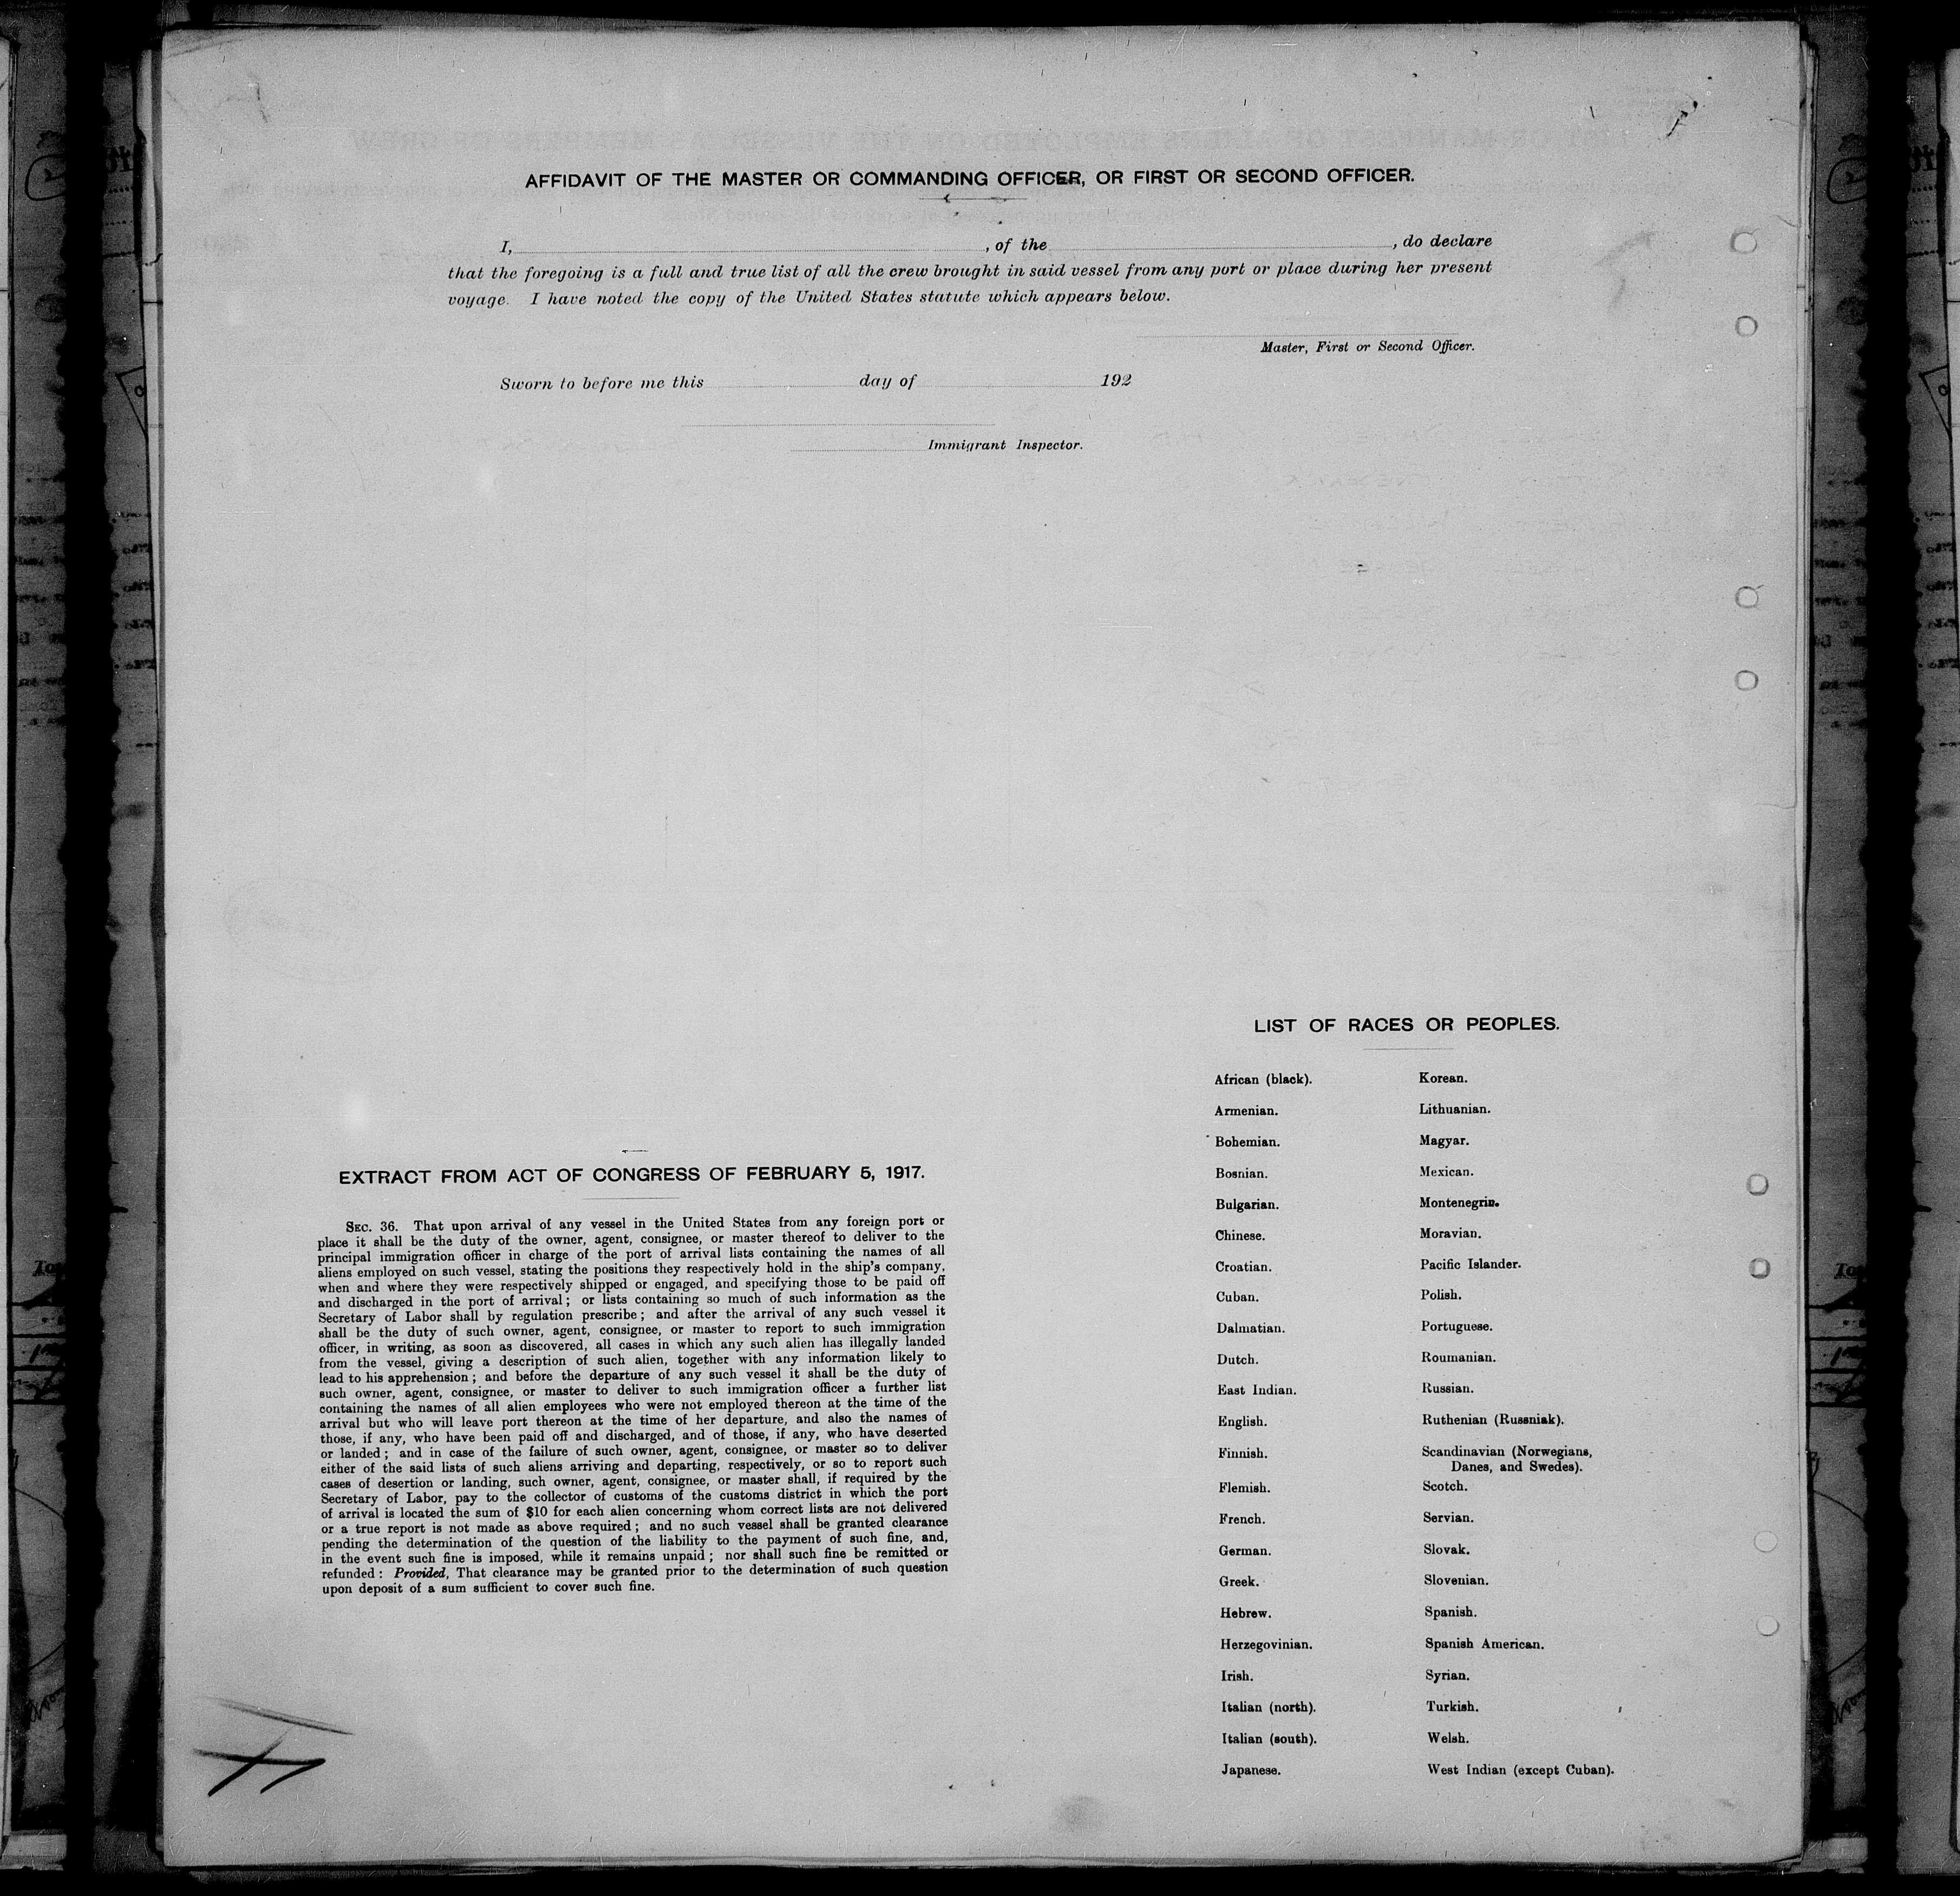 AFFIDAVIT OF THE MASTER OR COMMANDING OFFICER, OR FIRST OR SECOND OFFICER.
I, , of the , do declare
that the foregoing is a full and true list of all the crew brought in said vessel from any port or place during her present
voyage. I have noted the copy of the United States statute which appears below.
Master, First or Second Officer.
Sworn to before me this day of 192
Immigrant Inspector.
EXTRACT FROM ACT OF CONGRESS OF FEBRUARY 5, 1917.
SEC. 36. That upon arrival of any vessel in the United States from any foreign port or
place it shall be the duty of the owner, agent, consignee, or master thereof to deliver to the
principal immigration officer in charge of the port of arrival lists containing the names of all
aliens employed on such vessel, stating the positions they respectively hold in the ship's company,
when and where they were respectively shipped or engaged, and specifying those to be paid off
and discharged in the port of arrival; or lists containing so much of such information as the
Secretary of Labor shall by regulation prescribe; and after the arrival of any such vessel it
shall be the duty of such owner, agent, consignee, or master to report to such immigration
officer, in writing, as soon as discovered, all cases in which any such alien has illegally landed
from the vessel, giving a description of such alien, together with any information likely to
lead to his apprehension; and before the departure of any such vessel it shall be the duty of
such owner, agent, consignee, or master to deliver to such immigration officer a further list
containing the names of all alien employees who were not employed thereon at the time of the
arrival but who will leave port thereon at the time of her departure, and also the names of
those, if any, who have been paid off and discharged, and of those, if any, who have deserted
or landed; and in case of the failure of such owner, agent, consignee, or master so to deliver
either of the said lists of such aliens arriving and departing, respectively, or so to report such
cases of desertion or landing, such owner, agent, consignee, or master shall, if required by the
Secretary of Labor, pay to the collector of customs of the customs district in which the port
of arrival is located the sum of $10 for each alien concerning whom correct lists are not delivered
or a true report is not made as above required; and no such vessel shall be granted clearance
pending the determination of the question of the liability to the payment of such fine, and,
in the event such fine is imposed, while it remains unpaid; nor shall such fine be remitted or
refunded: Provided, That clearance may be granted prior to the determination of such question
upon deposit of a sum sufficient to cover such fine.
LIST OF RACES OR PEOPLES.
African (black).
Armenian.
Bohemian.
Bosnian.
Bulgarian.
Chinese.
Croatian.
Cuban.
Dalmatian.
Dutch.
East Indian.
English.
Finnish.
Flemish.
French.
German.
Greek.
Hebrew.
Herzegovinian.
Irish.
Italian (north).
Italian (south).
Japanese.
Korean.
Lithuanian.
Magyar.
Mexican.
Montenegrin.
Moravian.
Pacific Islander.
Polish.
Portuguese.
Roumanian.
Russian.
Ruthenian (Russniak).
Scandinavian (Norwegians,
Danes, and Swedes).
Scotch.
Servian.
Slovak.
Slovenian.
Spanish.
Spanish American.
Syrian.
Turkish.
Welsh.
West Indian (except Cuban).